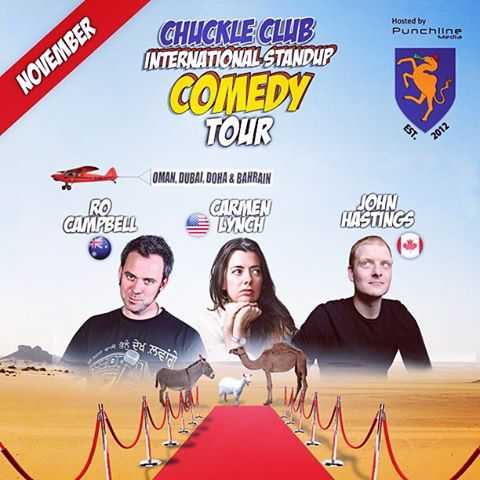 NOVEMBER
CHUCKLE CLUB
INTERNATIONAL STANDUP
COMEDY
TOUR
Hosted by
Punchline
Media
EST. 2012
OMAN, DUBAI, DOHA & BAHRAIN
RO
CAMPBELL
CARMEN
LYNCH
JOHN
HASTINGS